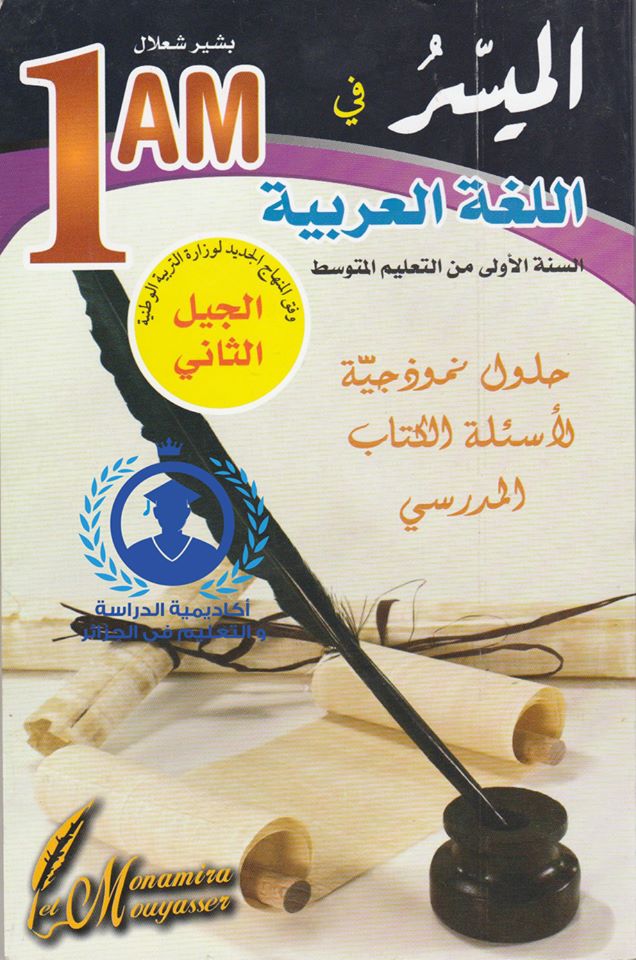 بشير شعلال
1AM
الميسّرُ
في
اللغة العربية
السنة الأولى من التعليم المتوسط
وفق المنهاج الجديد لوزارة التربية الوطنية
الجيل
الثاني
حلول نموذجيّة
لأسئلة الكتاب
المدرسي
أكاديمية الدراسة
والتعليم في الجزائر
el Monamira
Mouyasser